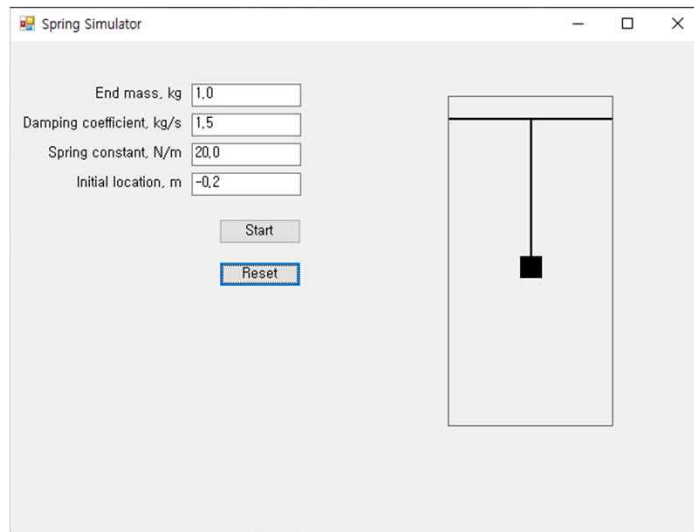 Spring Simulator
End mass, kg 1.0
Damping coefficient, kg/s 1.5
Spring constant, N/m 20.0
Initial location, m -0.2
Start
Reset